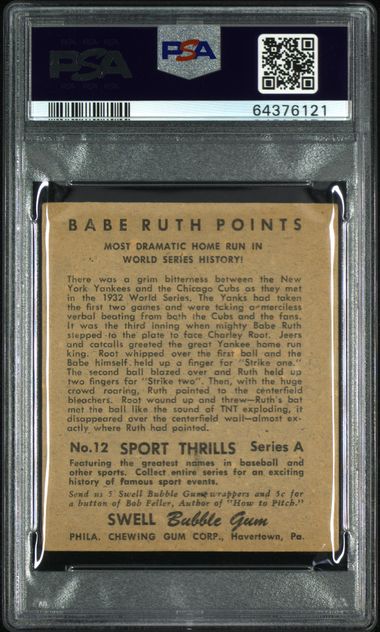 PSA
PSA
64376121
BABE RUTH POINTS
MOST DRAMATIC HOME RUN IN
WORLD SERIES HISTORY!
There was a grim bitterness between the New
York Yankees and the Chicago Cubs as they met
in the 1932 World Series. The Yanks had taken
the first two games and were taking a merciless
verbal beating from both the Cubs and the fans.
It was the third inning when mighty Babe Ruth
stepped to the plate to face Charley Root. Jeers
and catcalls greeted the great Yankee home run
king. Root whipped over the first ball and the
Babe himself held up a finger for "Strike one."
The second ball blazed over and Ruth held up
two fingers for "Strike two". Then, with the huge
crowd roaring, Ruth pointed to the centerfield
bleachers. Root wound up and threw—Ruth's bat
met the ball like the sound of TNT exploding, it
disappeared over the centerfield wall—almost ex-
actly where Ruth had pointed.
No.12 SPORT THRILLS Series A
Featuring the greatest names in baseball and
other sports. Collect entire series for an exciting
history of famous sport events.
Send us 5 Swell Bubble Gum wrappers and 5c for
a button of Bob Feller, Author of "How to Pitch."
SWELL Bubble Gum
PHILA. CHEWING GUM CORP., Havertown, Pa.